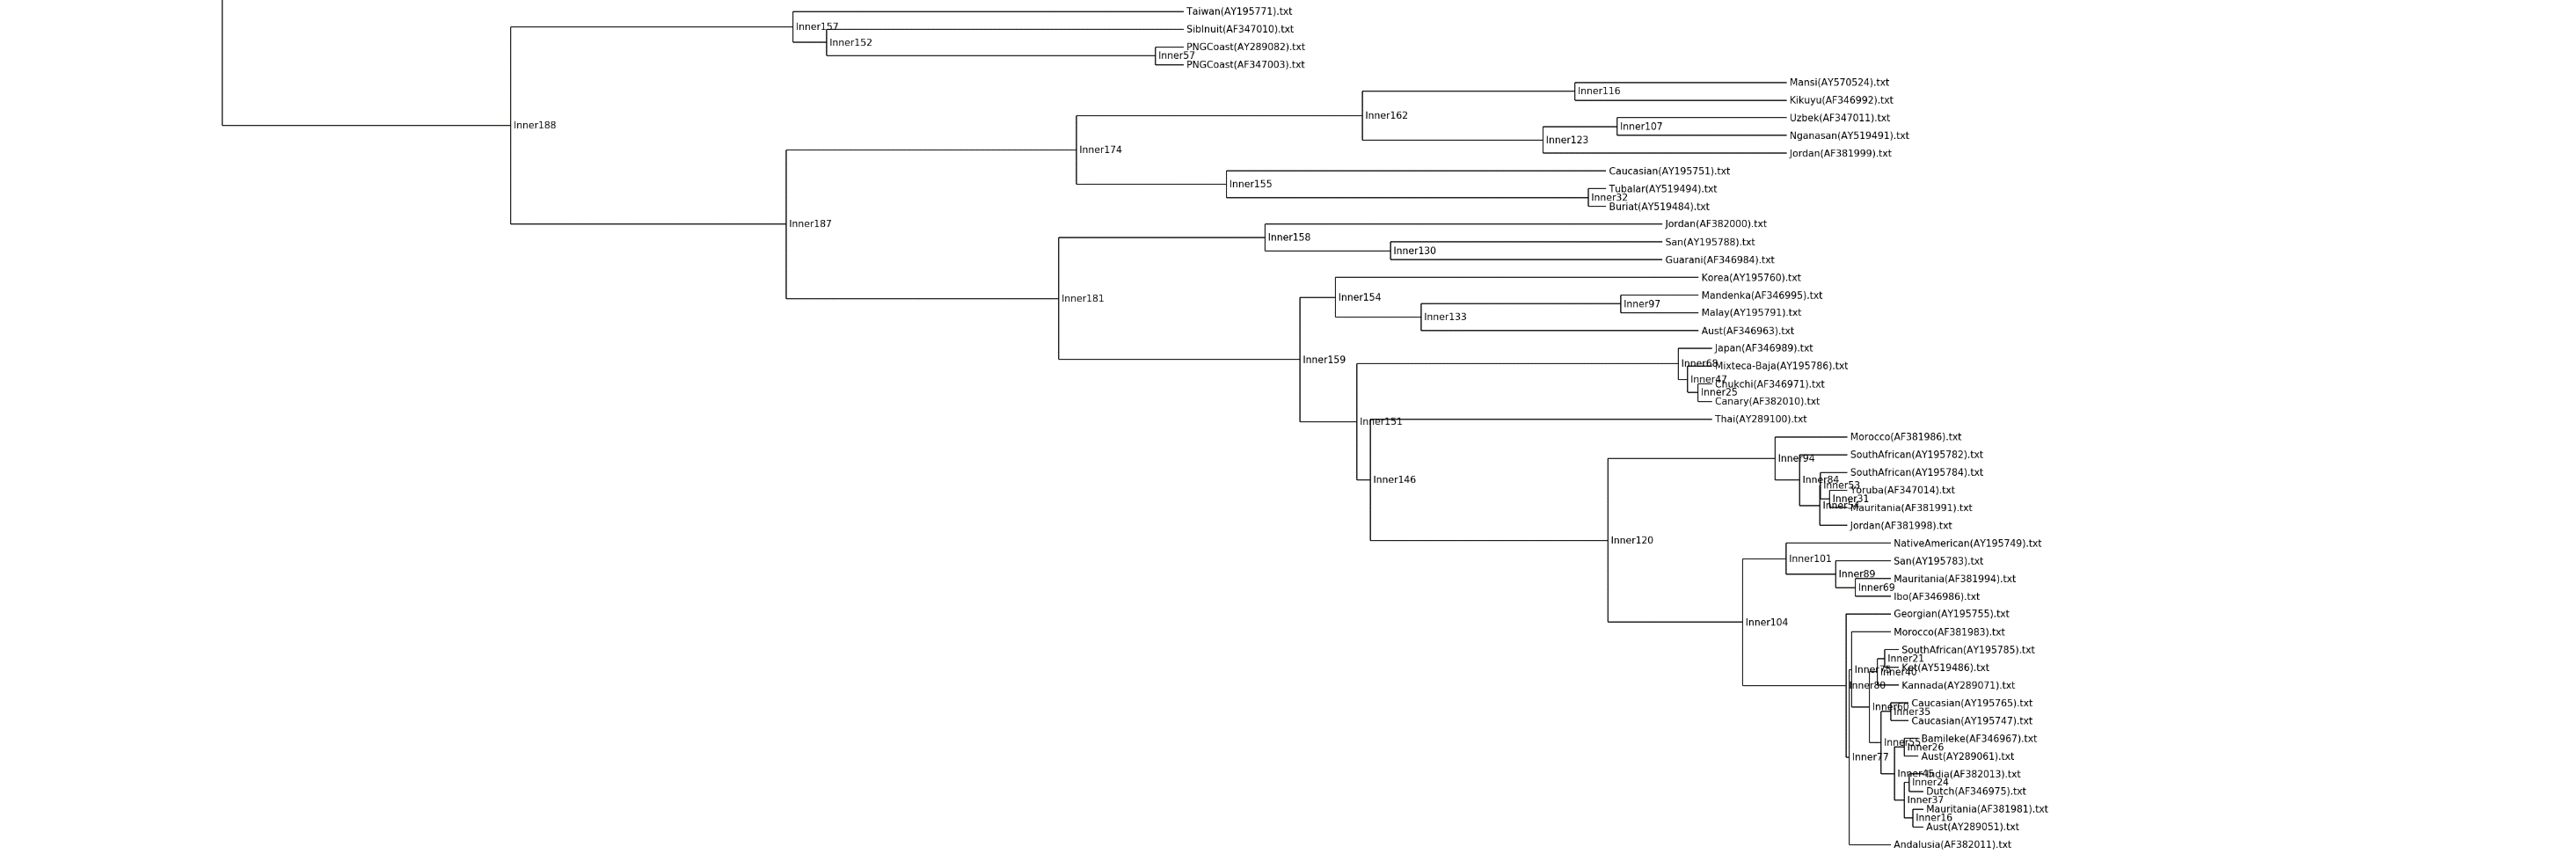 Taiwan(AY195771).txt
Inner157
SibInuit(AF347010).txt
Inner152
PNGCoast(AY289082).txt
Inner57
PNGCoast(AF347003).txt
Mansi(AY570524).txt
Inner116
Kikuyu(AF346992).txt
Inner162
Uzbek(AF347011).txt
Inner188
Inner107
Nganasan(AY519491).txt
Inner123
Inner174
Jordan(AF381999).txt
Caucasian(AY195751).txt
Inner155
Tubalar(AY519494).txt
Inner32
Buriat(AY519484).txt
Inner187
Jordan(AF382000).txt
Inner158
San(AY195788).txt
Inner130
Guarani(AF346984).txt
Korea(AY195760).txt
Inner181
Inner154
Mandenka(AF346995).txt
Inner97
Malay(AY195791).txt
Inner133
Aust(AF346963).txt
Japan(AF346989).txt
Inner159
Inner68
Mixteca-Baja(AY195786).txt
Inner47
Chukchi(AF346971).txt
Inner25
Canary(AF382010).txt
Thai(AY289100).txt
Inner151
Morocco(AF381986).txt
SouthAfrican(AY195782).txt
Inner94
SouthAfrican(AY195784).txt
Inner146
Inner84
Inner53
Yoruba(AF347014).txt
Inner31
Mauritania(AF381991).txt
Jordan(AF381998).txt
Inner120
NativeAmerican(AY195749).txt
Inner101
San(AY195783).txt
Inner89
Mauritania(AF381994).txt
Inner69
Ibo(AF346986).txt
Georgian(AY195755).txt
Inner104
Morocco(AF381983).txt
SouthAfrican(AY195785).txt
Inner21
Ket(AY519486).txt
Inner40
Kannada(AY289071).txt
Inner80
Caucasian(AY195765).txt
Inner60
Inner35
Caucasian(AY195747).txt
Bamileke(AF346967).txt
Inner26
Aust(AY289061).txt
Inner77
India(AF382013).txt
Inner24
Dutch(AF346975).txt
Inner37
Mauritania(AF381981).txt
Inner16
Aust(AY289051).txt
Andalusia(AF382011).txt